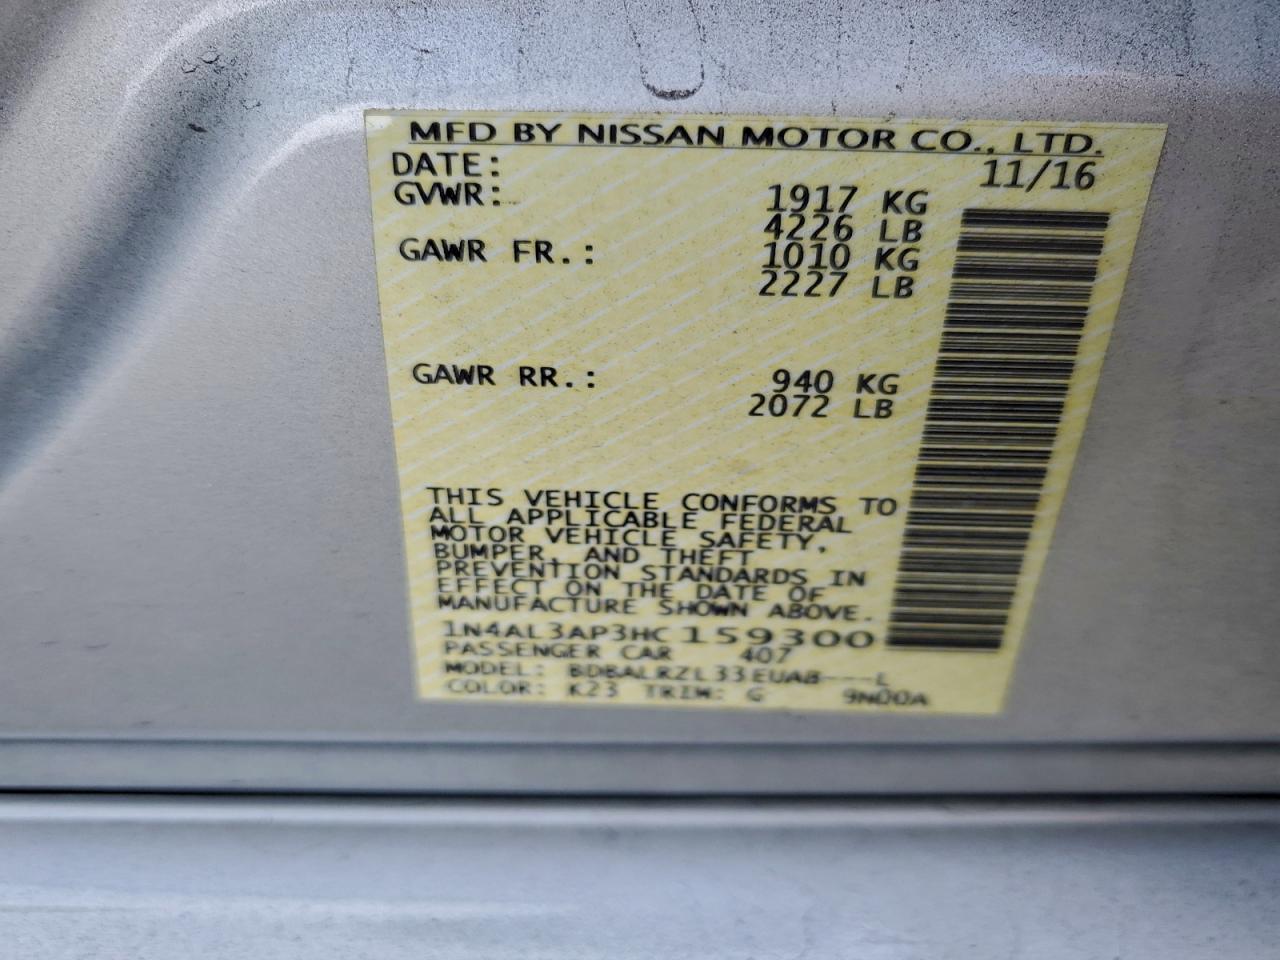 MFD BY NISSAN MOTOR CO., LTD.
DATE: 11/16
GVWR: 1917 KG
4226 LB
GAWR FR.: 1010 KG
2227 LB
GAWR RR.: 940 KG
2072 LB
THIS VEHICLE CONFORMS TO
ALL APPLICABLE FEDERAL
MOTOR VEHICLE SAFETY,
BUMPER, AND THEFT
PREVENTION STANDARDS IN
EFFECT ON THE DATE OF
MANUFACTURE SHOWN ABOVE.
1N4AL3AP3HC159300
PASSENGER CAR 407
MODEL: BDBALRZL33EUAB---L
COLOR: K23 TRIM: G 9N00A